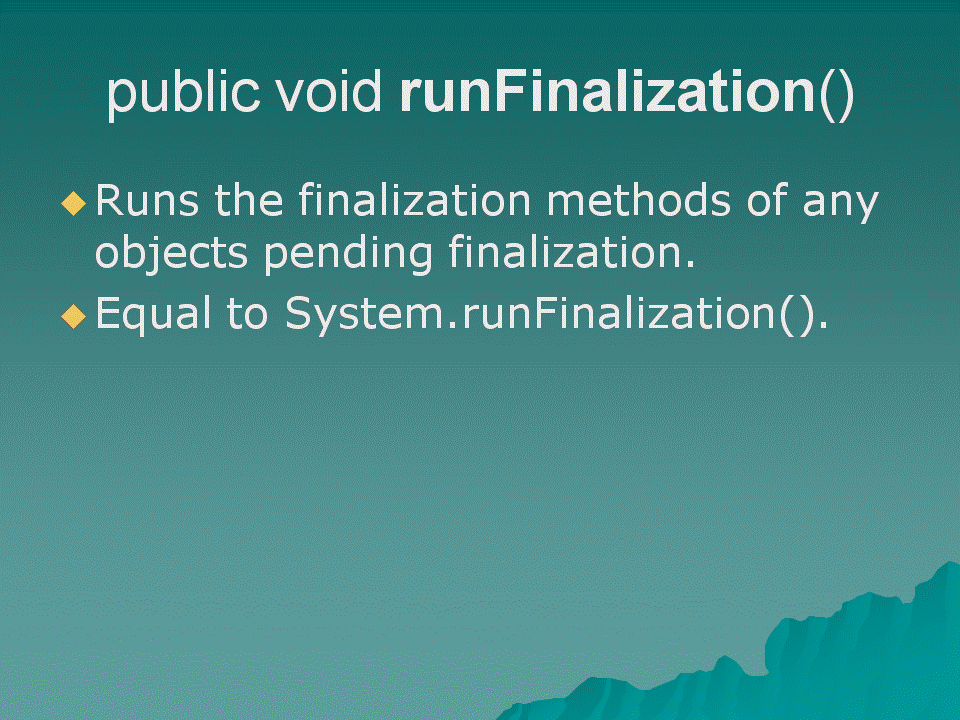 public void runFinalization()
Runs the finalization methods of any
objects pending finalization.
Equal to System.runFinalization().